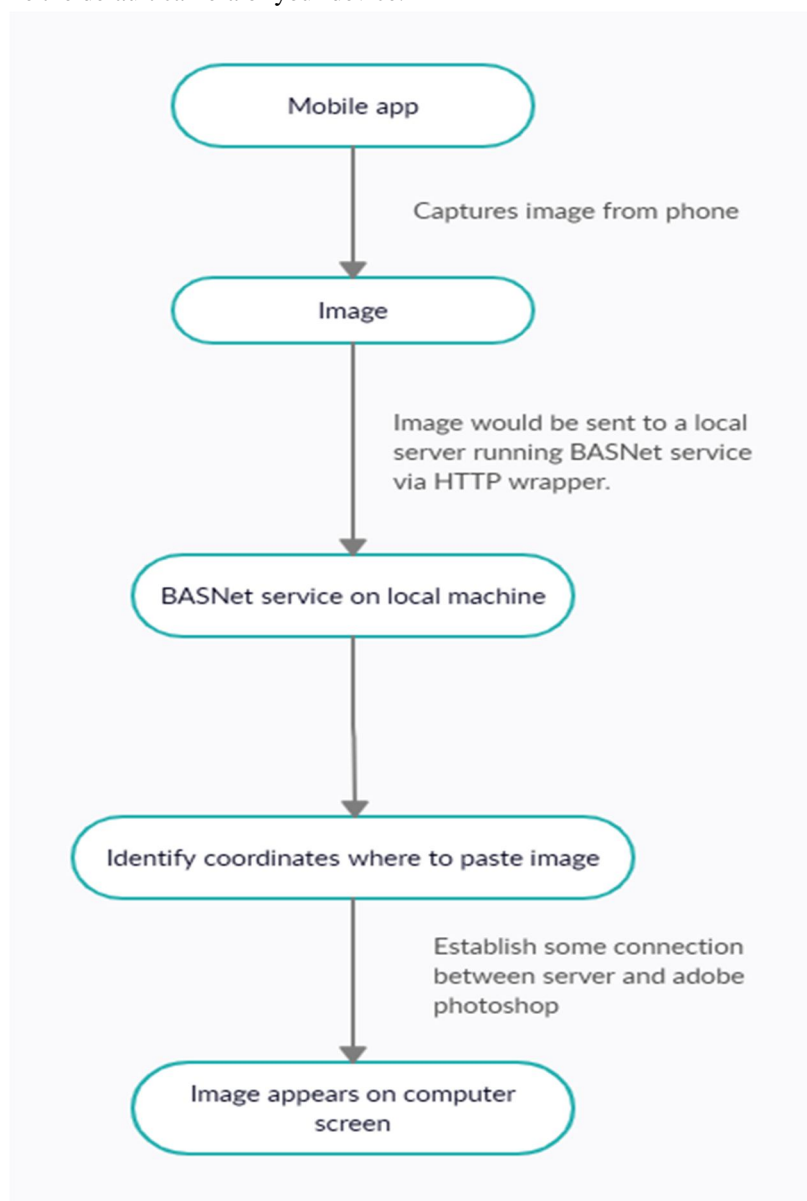 Mobile app
Captures image from phone
Image
Image would be sent to a local
server running BASNet service
via HTTP wrapper.
BASNet service on local machine
Identify coordinates where to paste image
Establish some connection
between server and adobe
photoshop
Image appears on computer
screen